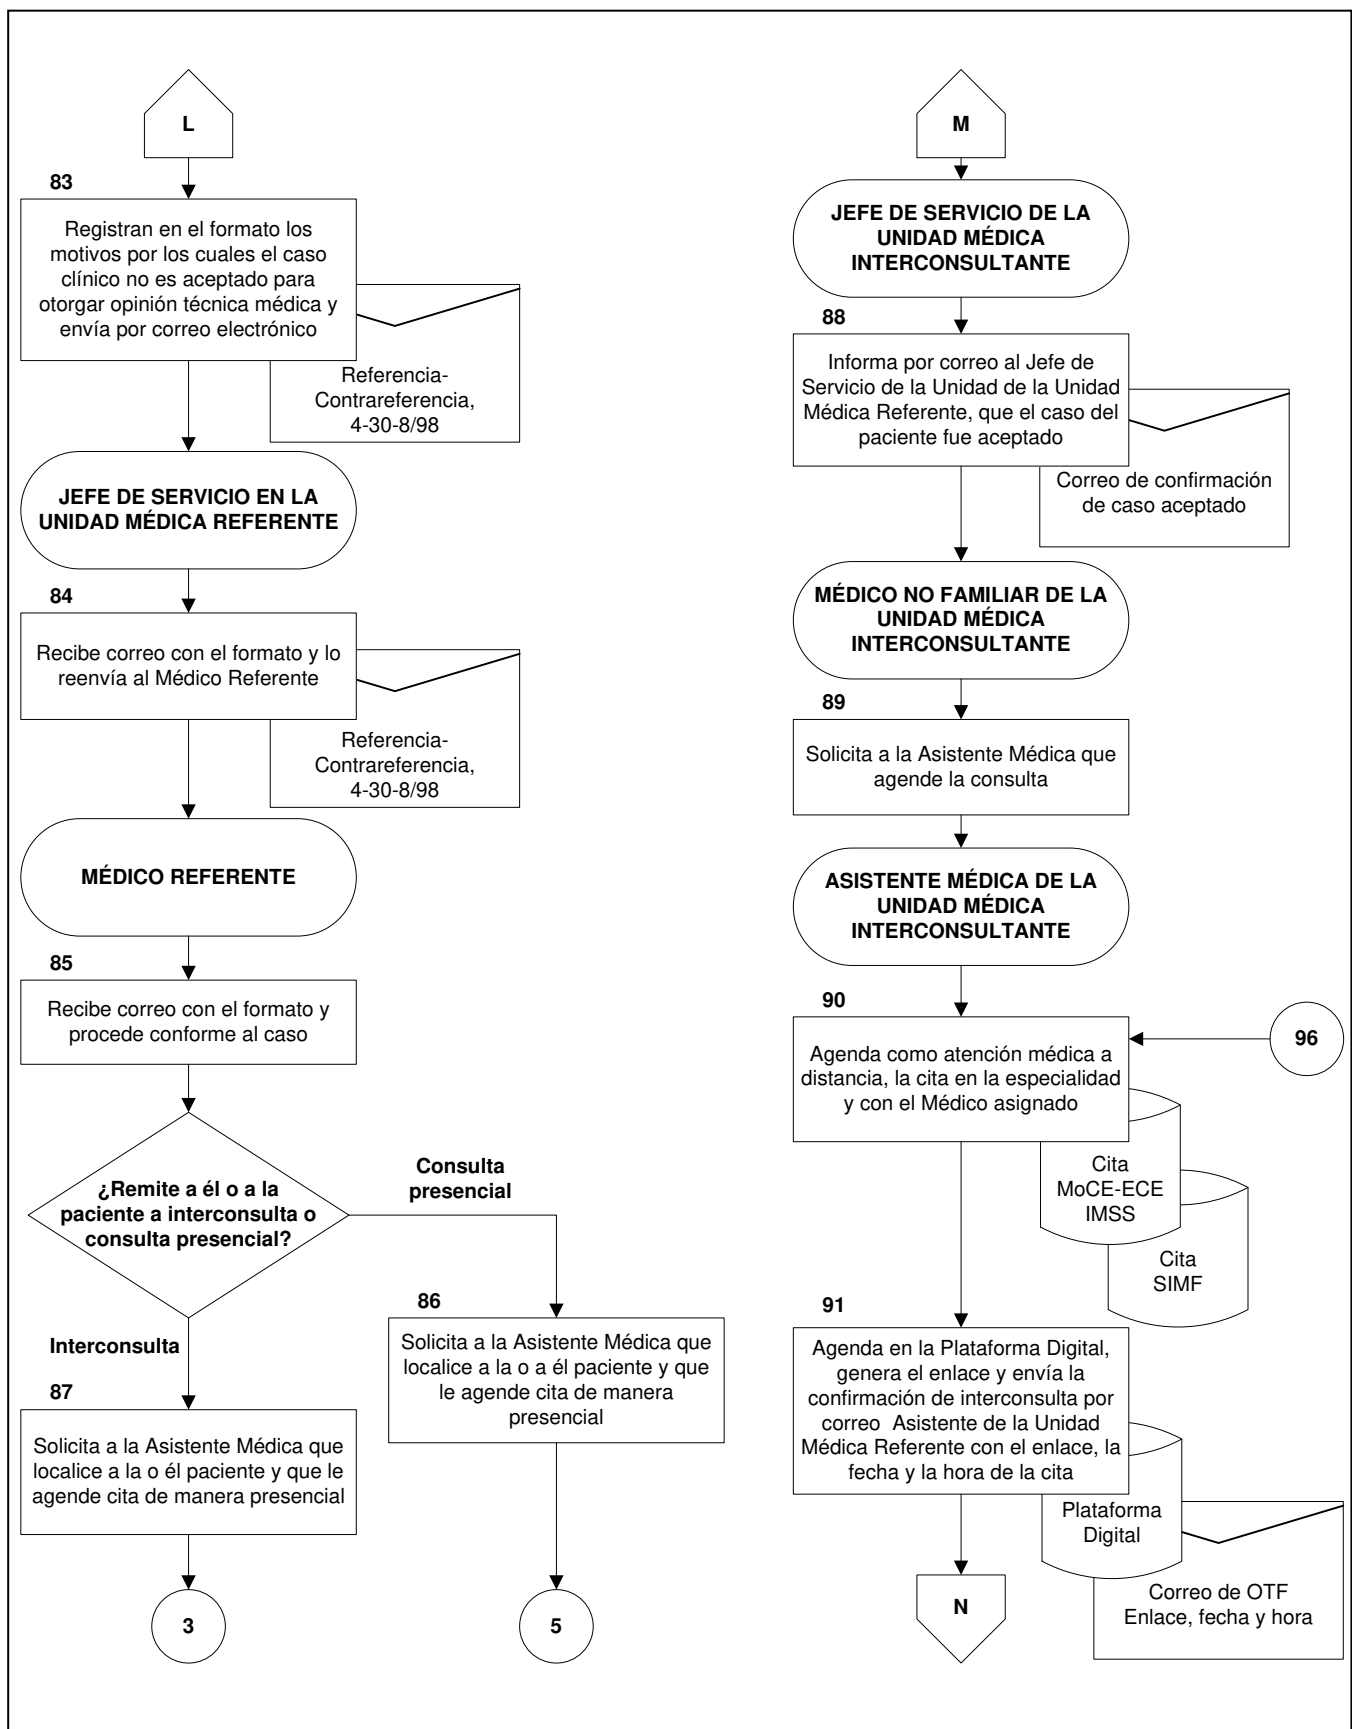 L
83
Registran en el formato los
motivos por los cuales el caso
clínico no es aceptado para
otorgar opinión técnica médica y
envía por correo electrónico
Referencia-
Contrareferencia,
4-30-8/98
JEFE DE SERVICIO EN LA
UNIDAD MÉDICA REFERENTE
84
Recibe correo con el formato y lo
reenvía al Médico Referente
Referencia-
Contrareferencia,
4-30-8/98
MÉDICO REFERENTE
85
Recibe correo con el formato y
procede conforme al caso
¿Remite a él o a la
paciente a interconsulta o
consulta presencial?
Consulta
presencial
86
Solicita a la Asistente Médica que
localice a la o a él paciente y que
le agende cita de manera
presencial
5
Interconsulta
87
Solicita a la Asistente Médica que
localice a la o él paciente y que le
agende cita de manera presencial
3
M
JEFE DE SERVICIO DE LA
UNIDAD MÉDICA
INTERCONSULTANTE
88
Informa por correo al Jefe de
Servicio de la Unidad de la Unidad
Médica Referente, que el caso del
paciente fue aceptado
Correo de confirmación
de caso aceptado
MÉDICO NO FAMILIAR DE LA
UNIDAD MÉDICA
INTERCONSULTANTE
89
Solicita a la Asistente Médica que
agende la consulta
ASISTENTE MÉDICA DE LA
UNIDAD MÉDICA
INTERCONSULTANTE
90
Agenda como atención médica a
distancia, la cita en la especialidad
y con el Médico asignado
96
Cita
MoCE-ECE
IMSS
Cita
SIMF
91
Agenda en la Plataforma Digital,
genera el enlace y envía la
confirmación de interconsulta por
correo Asistente de la Unidad
Médica Referente con el enlace, la
fecha y la hora de la cita
Plataforma
Digital
Correo de OTF
Enlace, fecha y hora
N